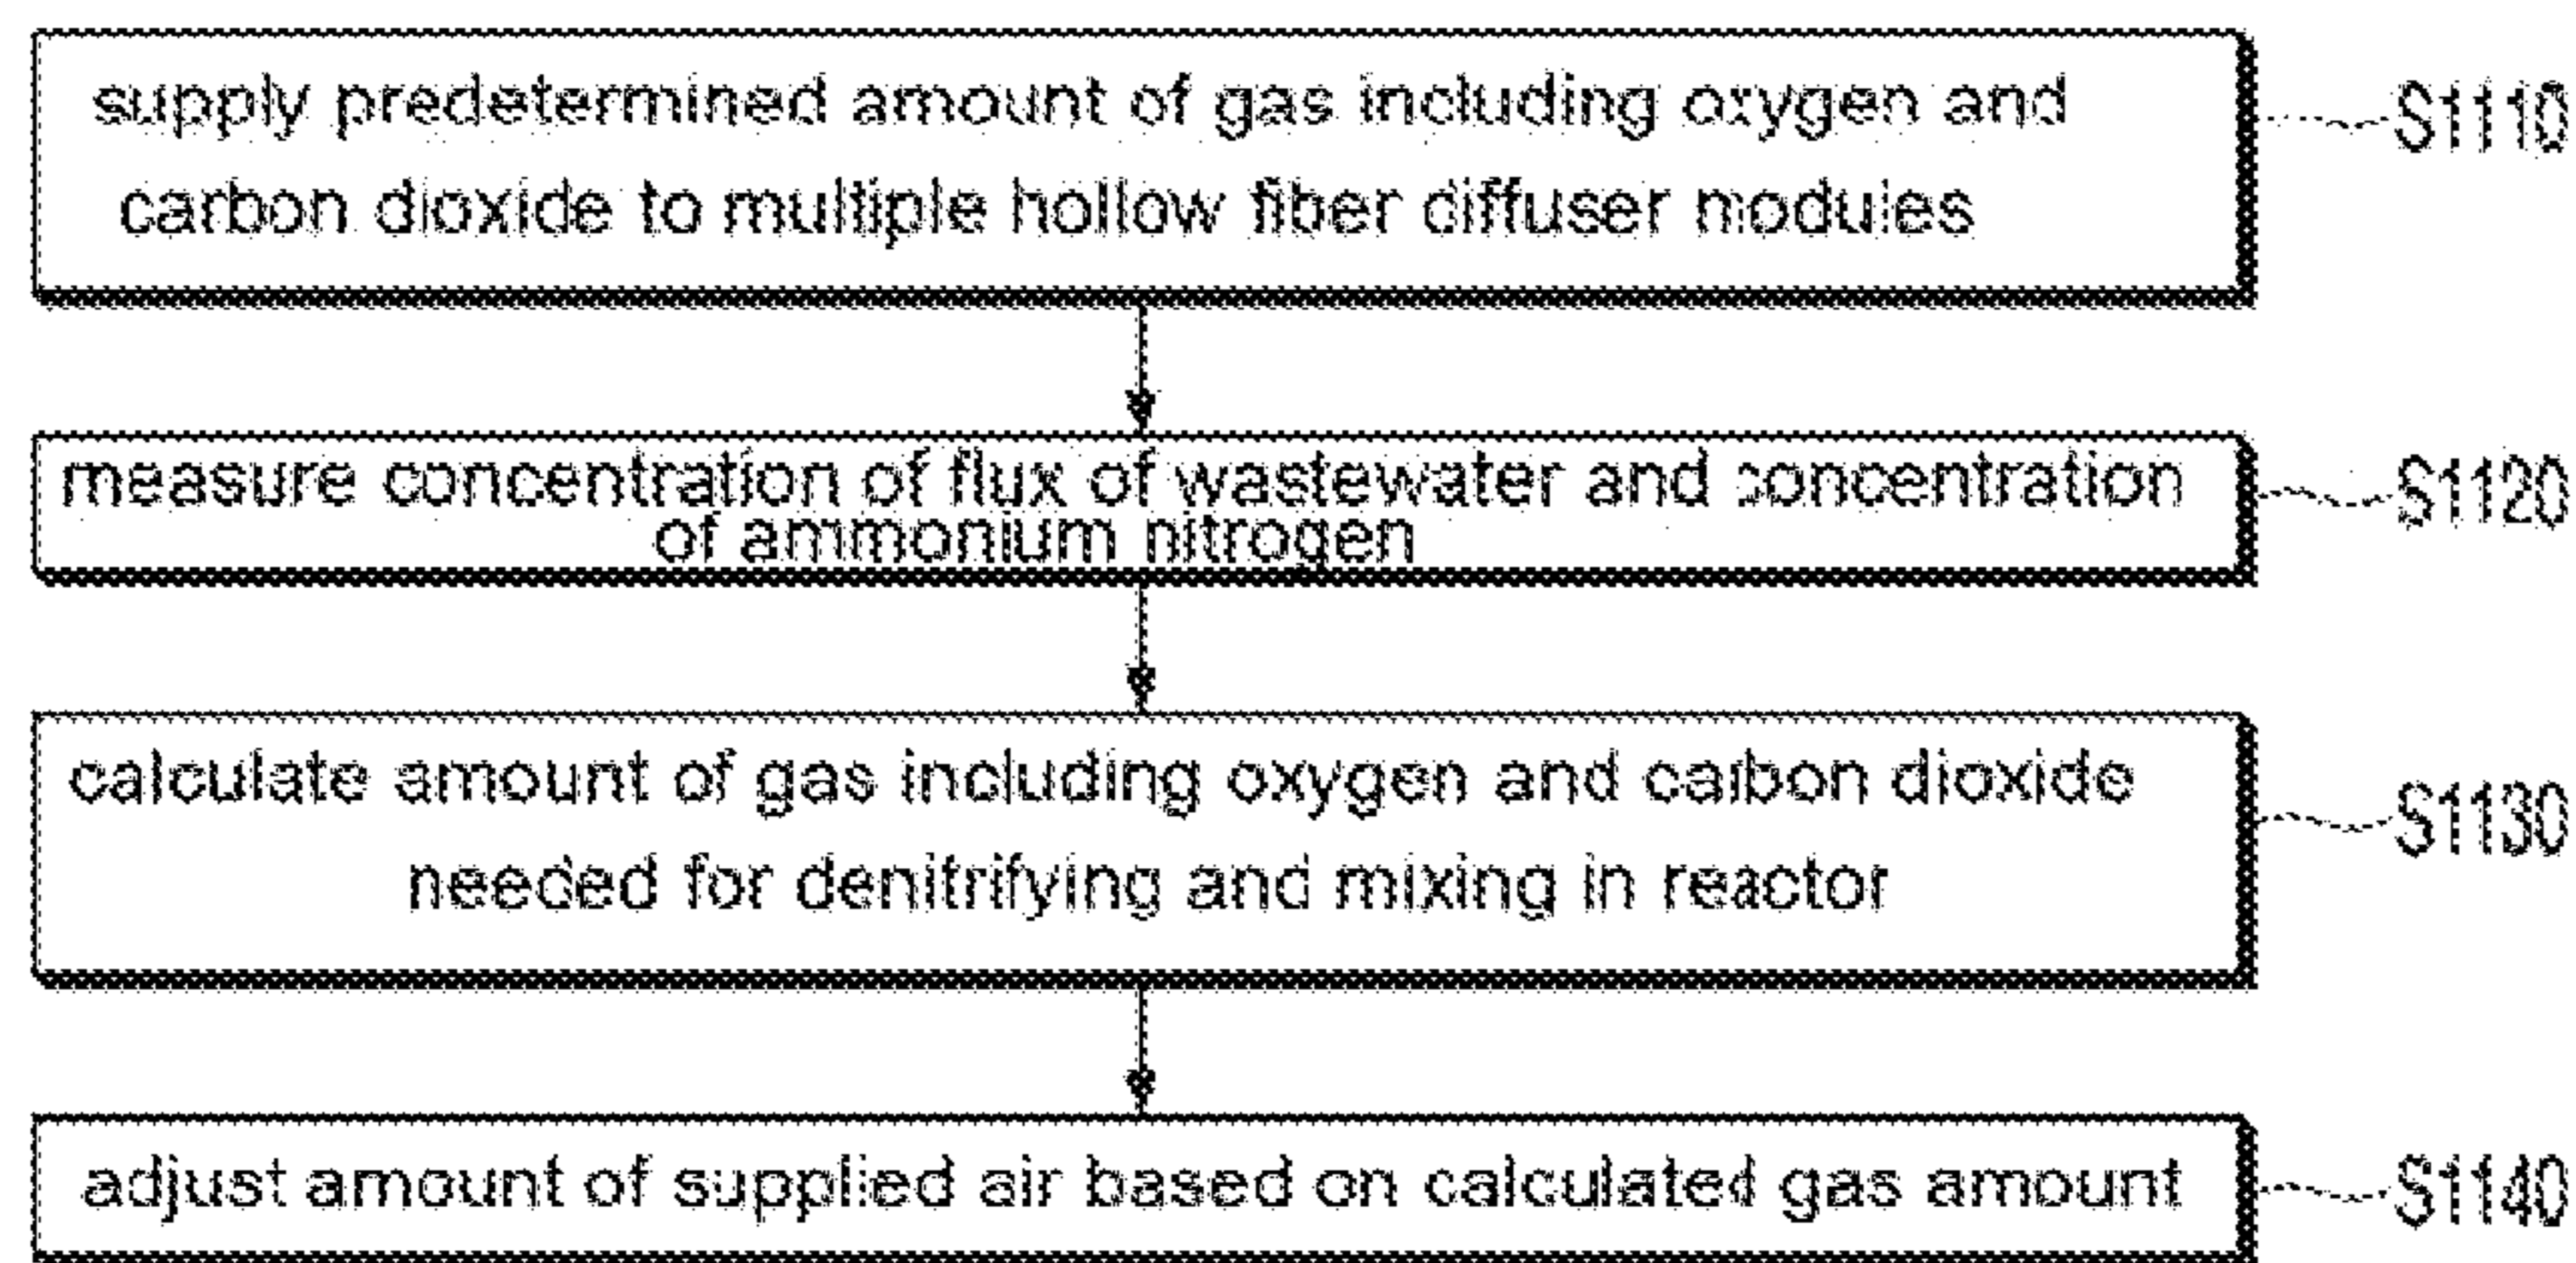 supply predetermined amount of gas including oxygen and
carbon dioxide to multiple hollow fiber diffuser modules
S1110
measure concentration of flux of wastewater and concentration
of ammonium nitrogen
S1120
calculate amount of gas including oxygen and carbon dioxide
needed for denitrifying and mixing in reactor
S1130
adjust amount of supplied air based on calculated gas amount
S1140